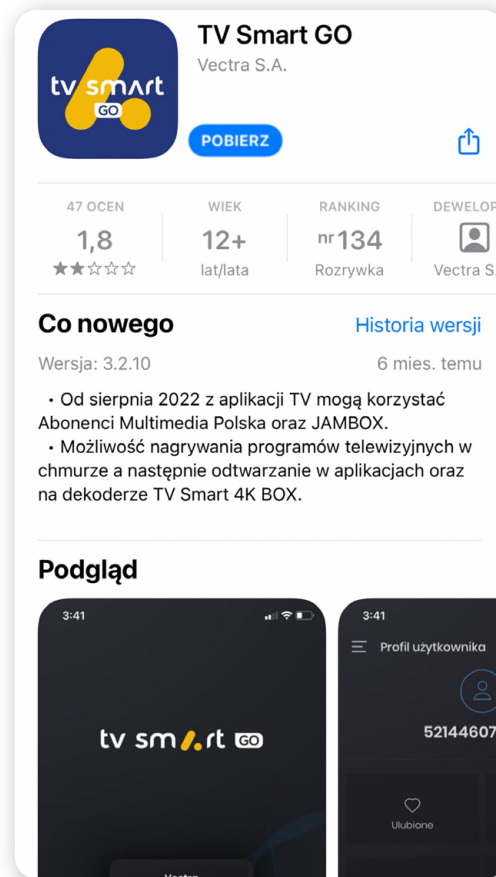 TV Smart GO
Vectra S.A.
tv smart
GO
POBIERZ
47 OCEN
WIEK
RANKING
DEWELOP
1,8
12+
nr134
lat/lata
Rozrywka
Vectra S.
Co nowego
Historia wersji
Wersja: 3.2.10
6 mies. temu
• Od sierpnia 2022 z aplikacji TV mogą korzystać
Abonenci Multimedia Polska oraz JAMBOX.
• Możliwość nagrywania programów telewizyjnych w
chmurze a następnie odtwarzanie w aplikacjach oraz
na dekoderze TV Smart 4K BOX.
Podgląd
3:41
tv smart GO
3:41
Profil użytkownika
52144607
Ulubione